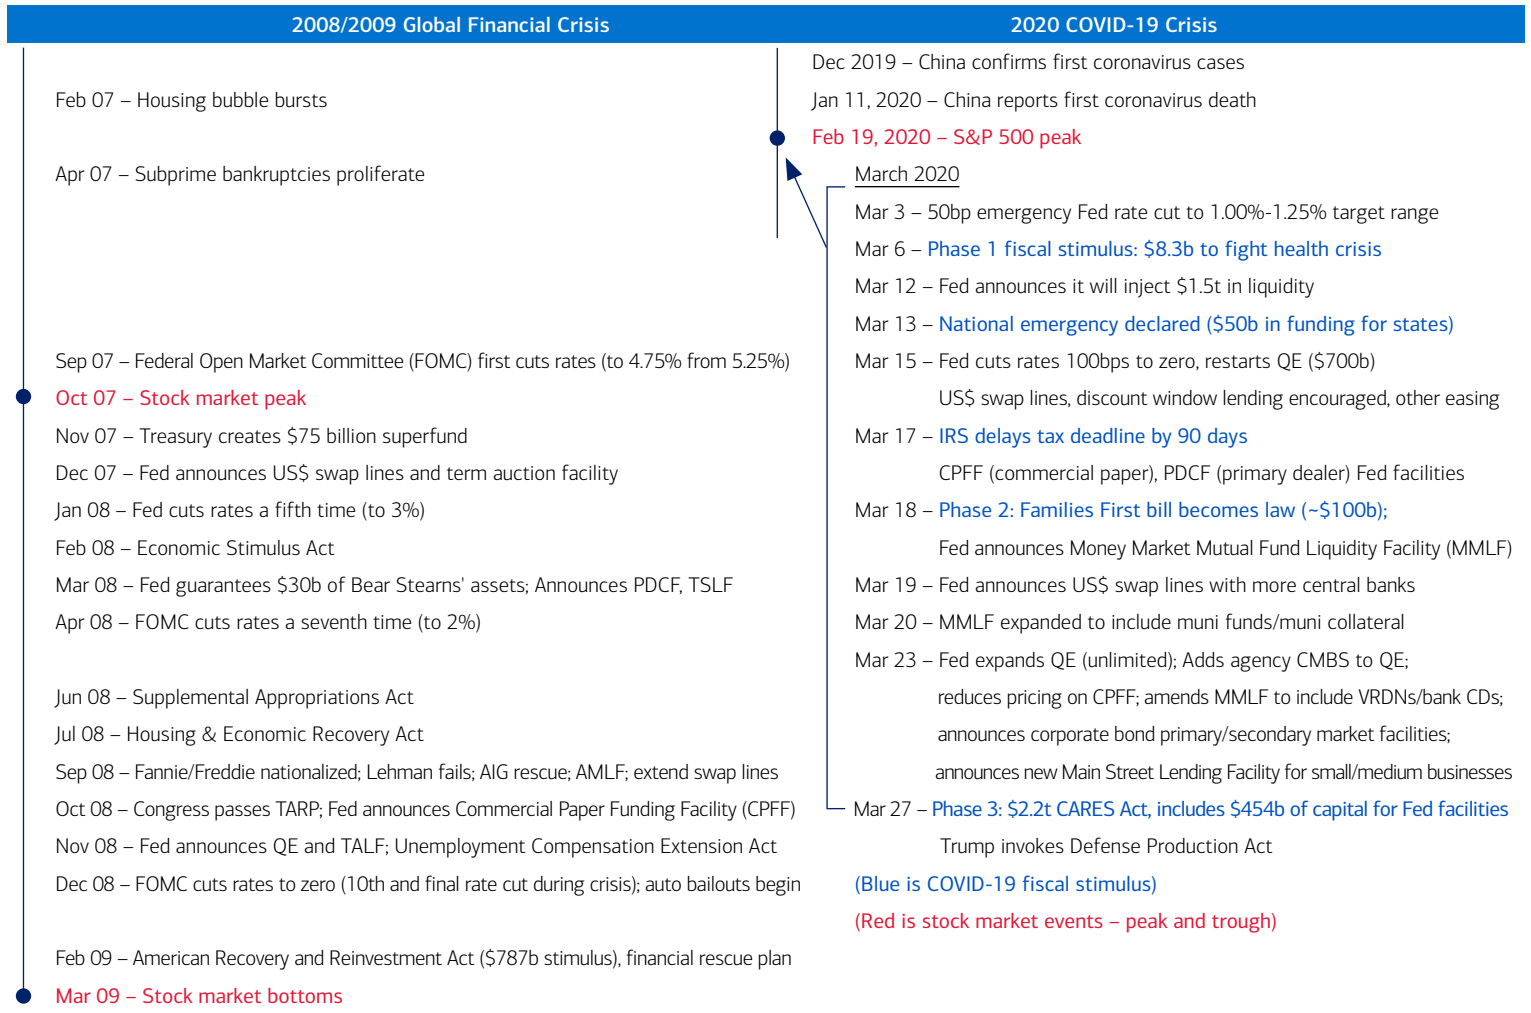 2008/2009 Global Financial Crisis
Feb 07 – Housing bubble bursts
Apr 07 – Subprime bankruptcies proliferate
Sep 07 – Federal Open Market Committee (FOMC) first cuts rates (to 4.75% from 5.25%)
Oct 07 – Stock market peak
Nov 07 – Treasury creates $75 billion superfund
Dec 07 – Fed announces US$ swap lines and term auction facility
Jan 08 – Fed cuts rates a fifth time (to 3%)
Feb 08 – Economic Stimulus Act
Mar 08 – Fed guarantees $30b of Bear Stearns' assets; Announces PDCF, TSLF
Apr 08 – FOMC cuts rates a seventh time (to 2%)
Jun 08 – Supplemental Appropriations Act
Jul 08 – Housing & Economic Recovery Act
Sep 08 – Fannie/Freddie nationalized; Lehman fails; AIG rescue; AMLF; extend swap lines
Oct 08 – Congress passes TARP; Fed announces Commercial Paper Funding Facility (CPFF)
Nov 08 – Fed announces QE and TALF; Unemployment Compensation Extension Act
Dec 08 – FOMC cuts rates to zero (10th and final rate cut during crisis); auto bailouts begin
Feb 09 – American Recovery and Reinvestment Act ($787b stimulus), financial rescue plan
Mar 09 – Stock market bottoms
2020 COVID-19 Crisis
Dec 2019 – China confirms first coronavirus cases
Jan 11, 2020 – China reports first coronavirus death
Feb 19, 2020 – S&P 500 peak
March 2020
Mar 3 – 50bp emergency Fed rate cut to 1.00%-1.25% target range
Mar 6 – Phase 1 fiscal stimulus: $8.3b to fight health crisis
Mar 12 – Fed announces it will inject $1.5t in liquidity
Mar 13 – National emergency declared ($50b in funding for states)
Mar 15 – Fed cuts rates 100bps to zero, restarts QE ($700b)
US$ swap lines, discount window lending encouraged, other easing
Mar 17 – IRS delays tax deadline by 90 days
CPFF (commercial paper), PDCF (primary dealer) Fed facilities
Mar 18 – Phase 2: Families First bill becomes law (~$100b);
Fed announces Money Market Mutual Fund Liquidity Facility (MMLF)
Mar 19 – Fed announces US$ swap lines with more central banks
Mar 20 – MMLF expanded to include muni funds/muni collateral
Mar 23 – Fed expands QE (unlimited); Adds agency CMBS to QE;
reduces pricing on CPFF; amends MMLF to include VRDNs/bank CDs;
announces corporate bond primary/secondary market facilities;
announces new Main Street Lending Facility for small/medium businesses
Mar 27 – Phase 3: $2.2t CARES Act, includes $454b of capital for Fed facilities
Trump invokes Defense Production Act
(Blue is COVID-19 fiscal stimulus)
(Red is stock market events – peak and trough)